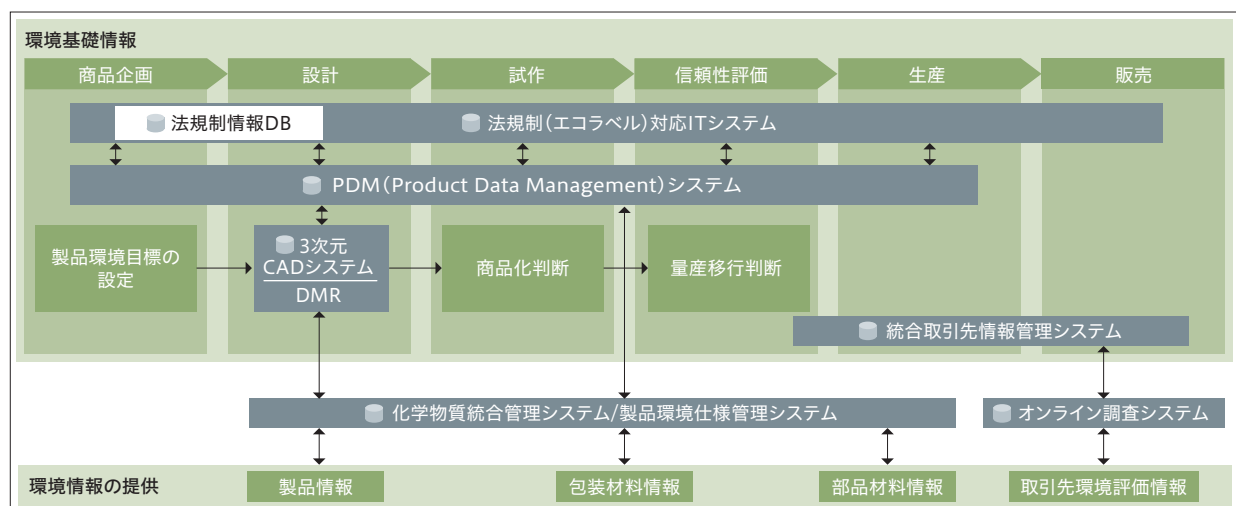 環境基礎情報
商品企画
設計
試作
信頼性評価
生産
販売
法規制情報DB
法規制(エコラベル)対応ITシステム
PDM(Product Data Management)システム
製品環境目標の
設定
3次元
CADシステム
DMR
商品化判断
量産移行判断
統合取引先情報管理システム
化学物質統合管理システム/製品環境仕様管理システム
オンライン調査システム
環境情報の提供
製品情報
包装材料情報
部品材料情報
取引先環境評価情報